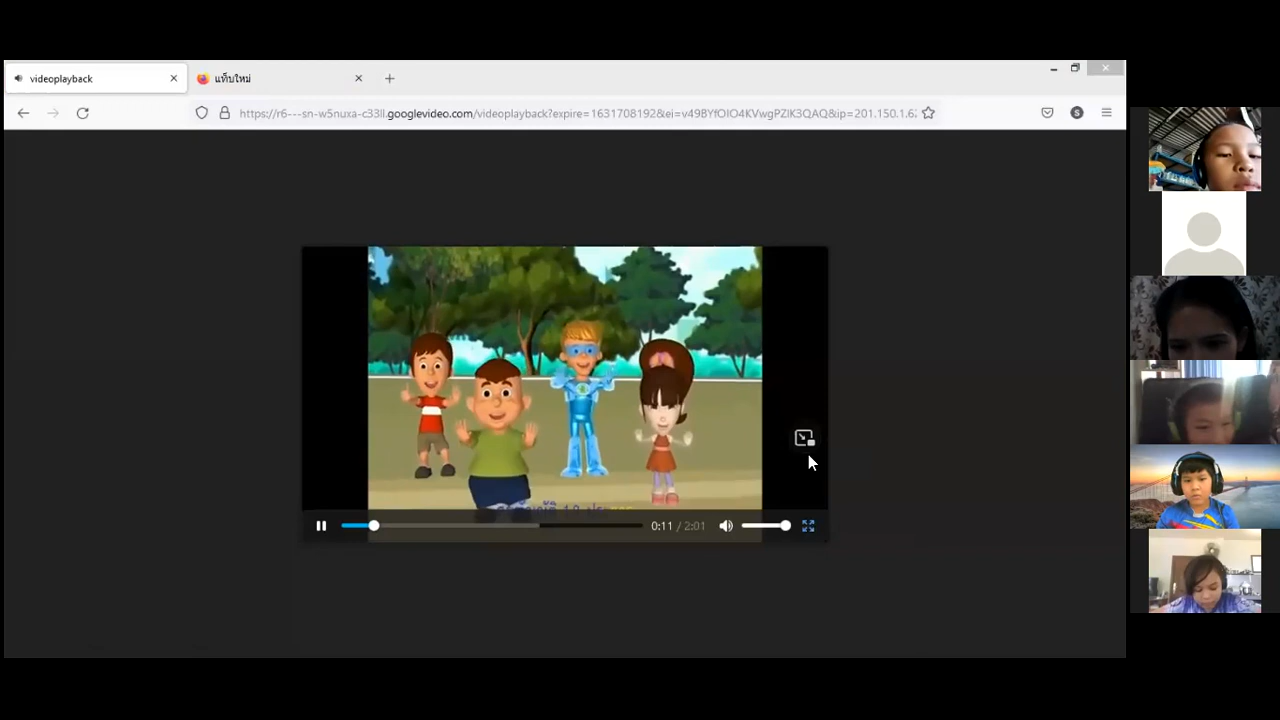 videoplayback
แท็บใหม่
https://r6---sn-w5nuxa-c33ll.googlevideo.com/videoplayback?expire=1631708192&ei=v49BYfOIO4KVwgPZIK3QAQ&ip=201.150.1.6
S
0:11 / 2:01